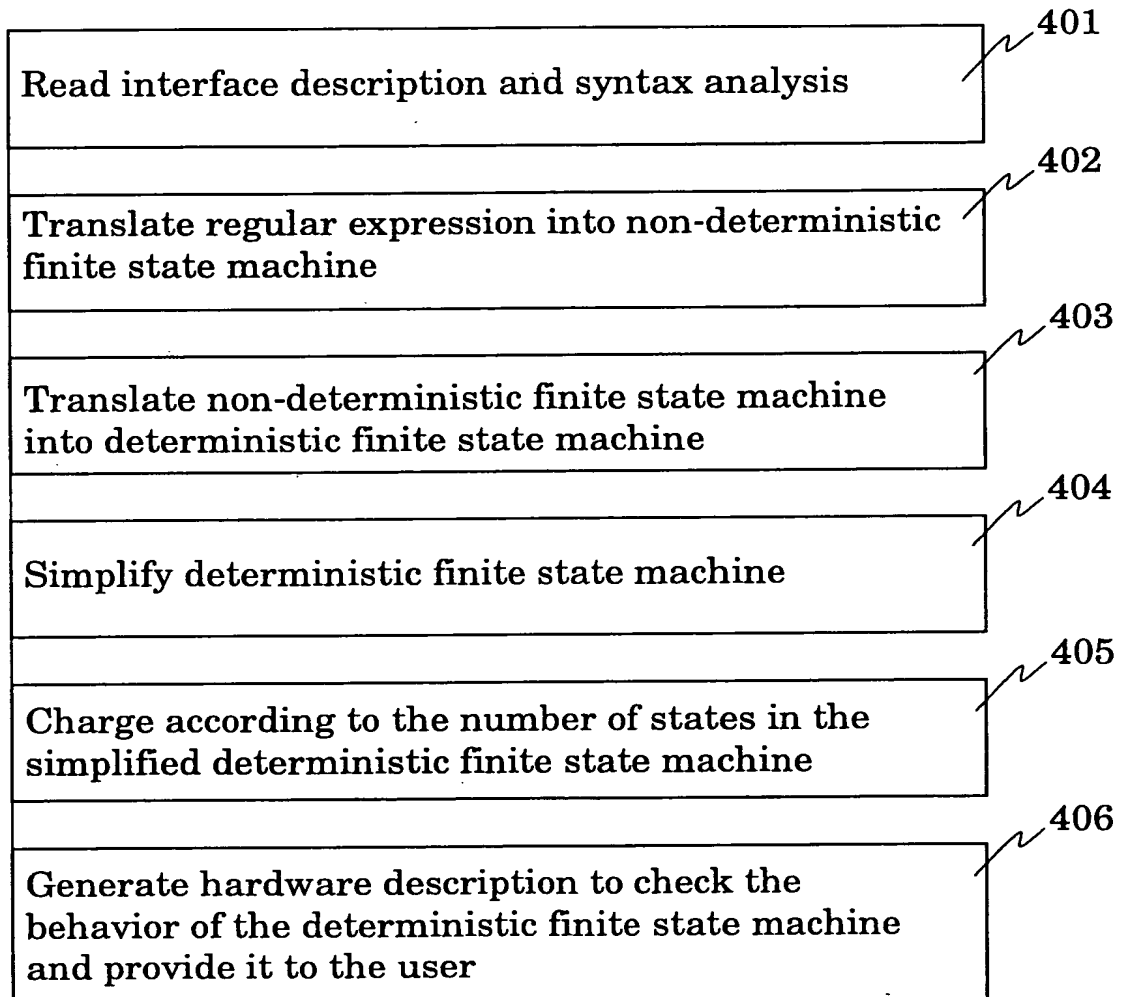 401
Read interface description and syntax analysis
402
Translate regular expression into non-deterministic
finite state machine
403
Translate non-deterministic finite state machine
into deterministic finite state machine
404
Simplify deterministic finite state machine
405
Charge according to the number of states in the
simplified deterministic finite state machine
406
Generate hardware description to check the
behavior of the deterministic finite state machine
and provide it to the user